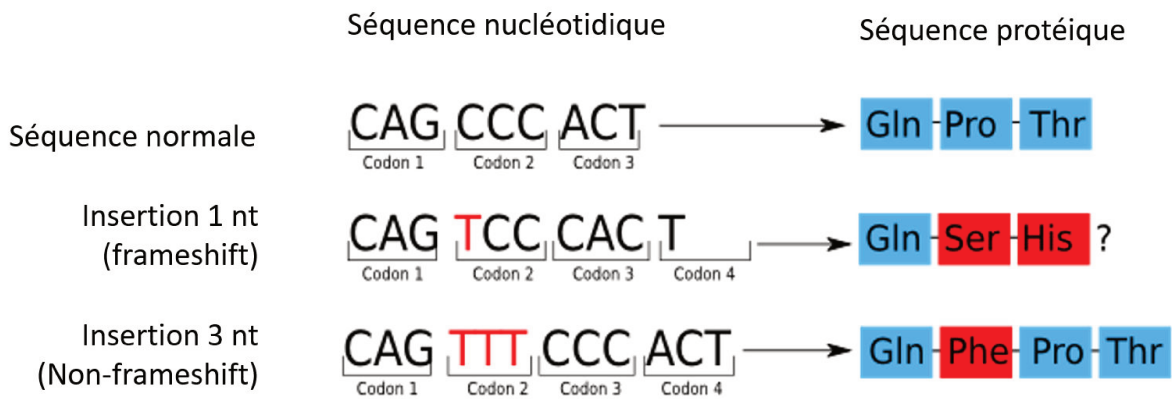 Séquence nucléotidique
Séquence protéique
Séquence normale
CAG CCC ACT
Codon 1 Codon 2 Codon 3
Gln Pro Thr
Insertion 1 nt
(frameshift)
CAG TCC CAC T
Codon 1 Codon 2 Codon 3 Codon 4
Gln Ser His ?
Insertion 3 nt
(Non-frameshift)
CAG TTT CCC ACT
Codon 1 Codon 2 Codon 3 Codon 4
Gln Phe Pro Thr